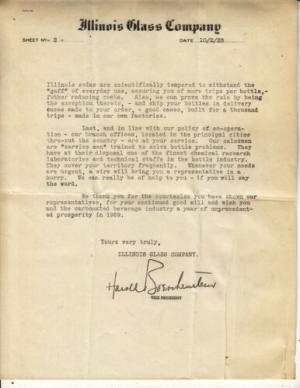 Illinois Glass Company
SHEET No. 2 DATE 10/2/28
Illinois sodas are scientifically tempered to withstand the
"gaff" of everyday use, assuring you of more trips per bottle,-
further reducing costs. Also, we can prove the rule by being
the exception thereto, - and ship your bottles in delivery
cases made to your order, - good cases, built for a thousand
trips - made in our own factories.
Last, and in line with our policy of co-opera-
tion - our branch offices, located in the principal cities
thru-out the country - are at your service. Our salesmen
are "service men" trained to solve bottle problems. They
have at their disposal one of the finest chemical research
laboratories and technical staffs in the bottle industry.
They cover your territory frequently. Whenever your needs
are urgent, a wire will bring you a representative in a
hurry. We can really be of help to you - if you will say
the word.
We thank you for the courtesies you have shown our
representatives, for your continued good will and wish you
and the carbonated beverage industry a year of unprecedent-
ed prosperity in 1929.
Yours very truly,
ILLINOIS GLASS COMPANY.
Harold Boeschenstein
VICE PRESIDENT